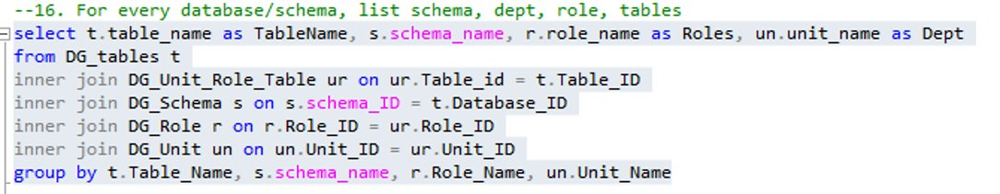 --16. For every database/schema, list schema, dept, role, tables
select t.table_name as TableName, s.schema_name, r.role_name as Roles, un.unit_name as Dept
from DG_tables t
inner join DG_Unit_Role_Table ur on ur.Table_id = t.Table_ID
inner join DG_Schema s on s.schema_ID = t.Database_ID
inner join DG_Role r on r.Role_ID = ur.Role_ID
inner join DG_Unit un on un.Unit_ID = ur.Unit_ID
group by t.Table_Name, s.schema_name, r.Role_Name, un.Unit_Name